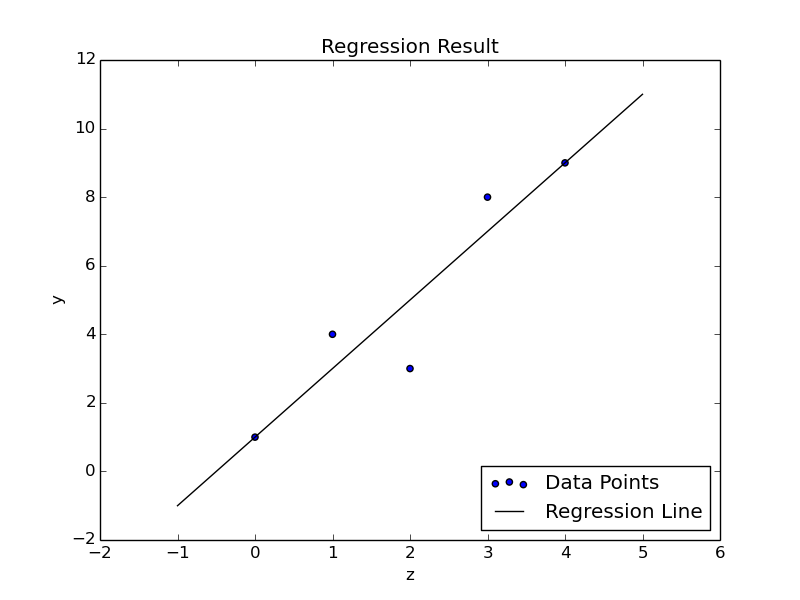 Regression Result
12
10
8
6
4
2
0
−2
y
−2 −1 0 1 2 3 4 5 6
z
Data Points
Regression Line